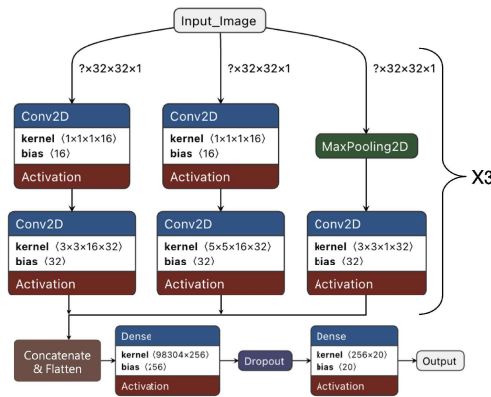 Input_Image
?×32×32×1
?×32×32×1
?×32×32×1
Conv2D
kernel ⟨1×1×1×16⟩
bias ⟨16⟩
Activation
Conv2D
kernel ⟨1×1×1×16⟩
bias ⟨16⟩
Activation
MaxPooling2D
X3
Conv2D
kernel ⟨3×3×16×32⟩
bias ⟨32⟩
Activation
Conv2D
kernel ⟨5×5×16×32⟩
bias ⟨32⟩
Activation
Conv2D
kernel ⟨3×3×1×32⟩
bias ⟨32⟩
Activation
Concatenate
& Flatten
Dense
kernel ⟨98304×256⟩
bias ⟨256⟩
Activation
Dropout
Dense
kernel ⟨256×20⟩
bias ⟨20⟩
Activation
Output